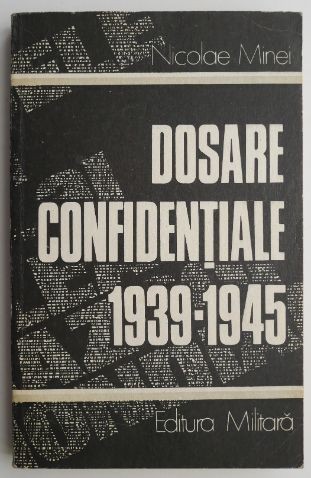 Nicolae Minei
DOSARE
CONFIDENȚIALE
1939-1945
Editura Militară